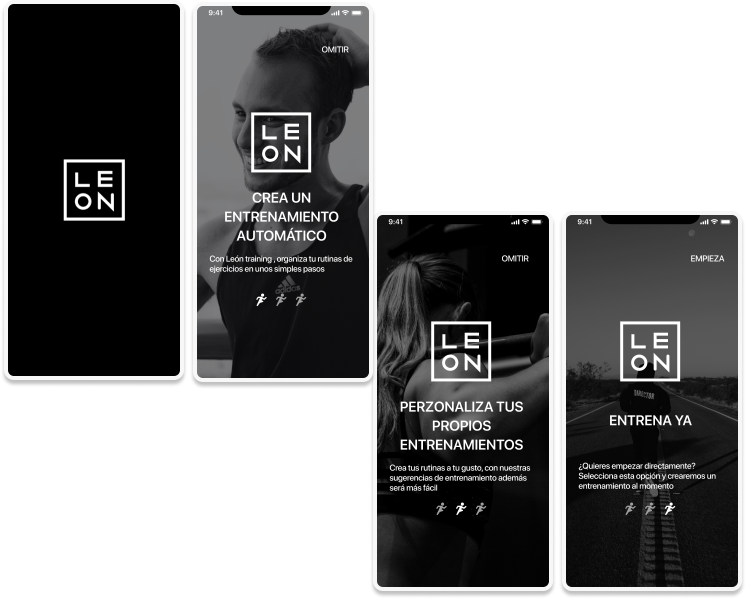 LE
ON
9:41
OMITIR
LE
ON
CREA UN
ENTRENAMIENTO
AUTOMÁTICO
Con León training , organiza tu rutinas de
ejercicios en unos simples pasos
adidas
9:41
OMITIR
LE
ON
PERZONALIZA TUS
PROPIOS
ENTRENAMIENTOS
Crea tus rutinas a tu gusto, con nuestras
sugerencias de entrenamiento además
será más fácil
9:41
EMPIEZA
LE
ON
DIRECTOR
ENTRENA YA
¿Quieres empezar directamente?
Selecciona esta opción y crearemos un
entrenamiento al momento